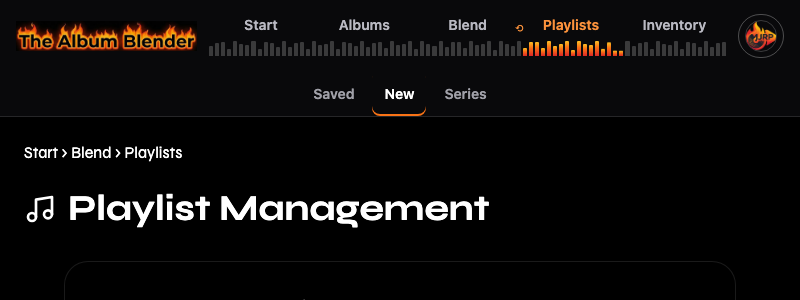 The Album Blender
Start
Albums
Blend
Playlists
Inventory
Saved
New
Series
Start › Blend › Playlists
Playlist Management